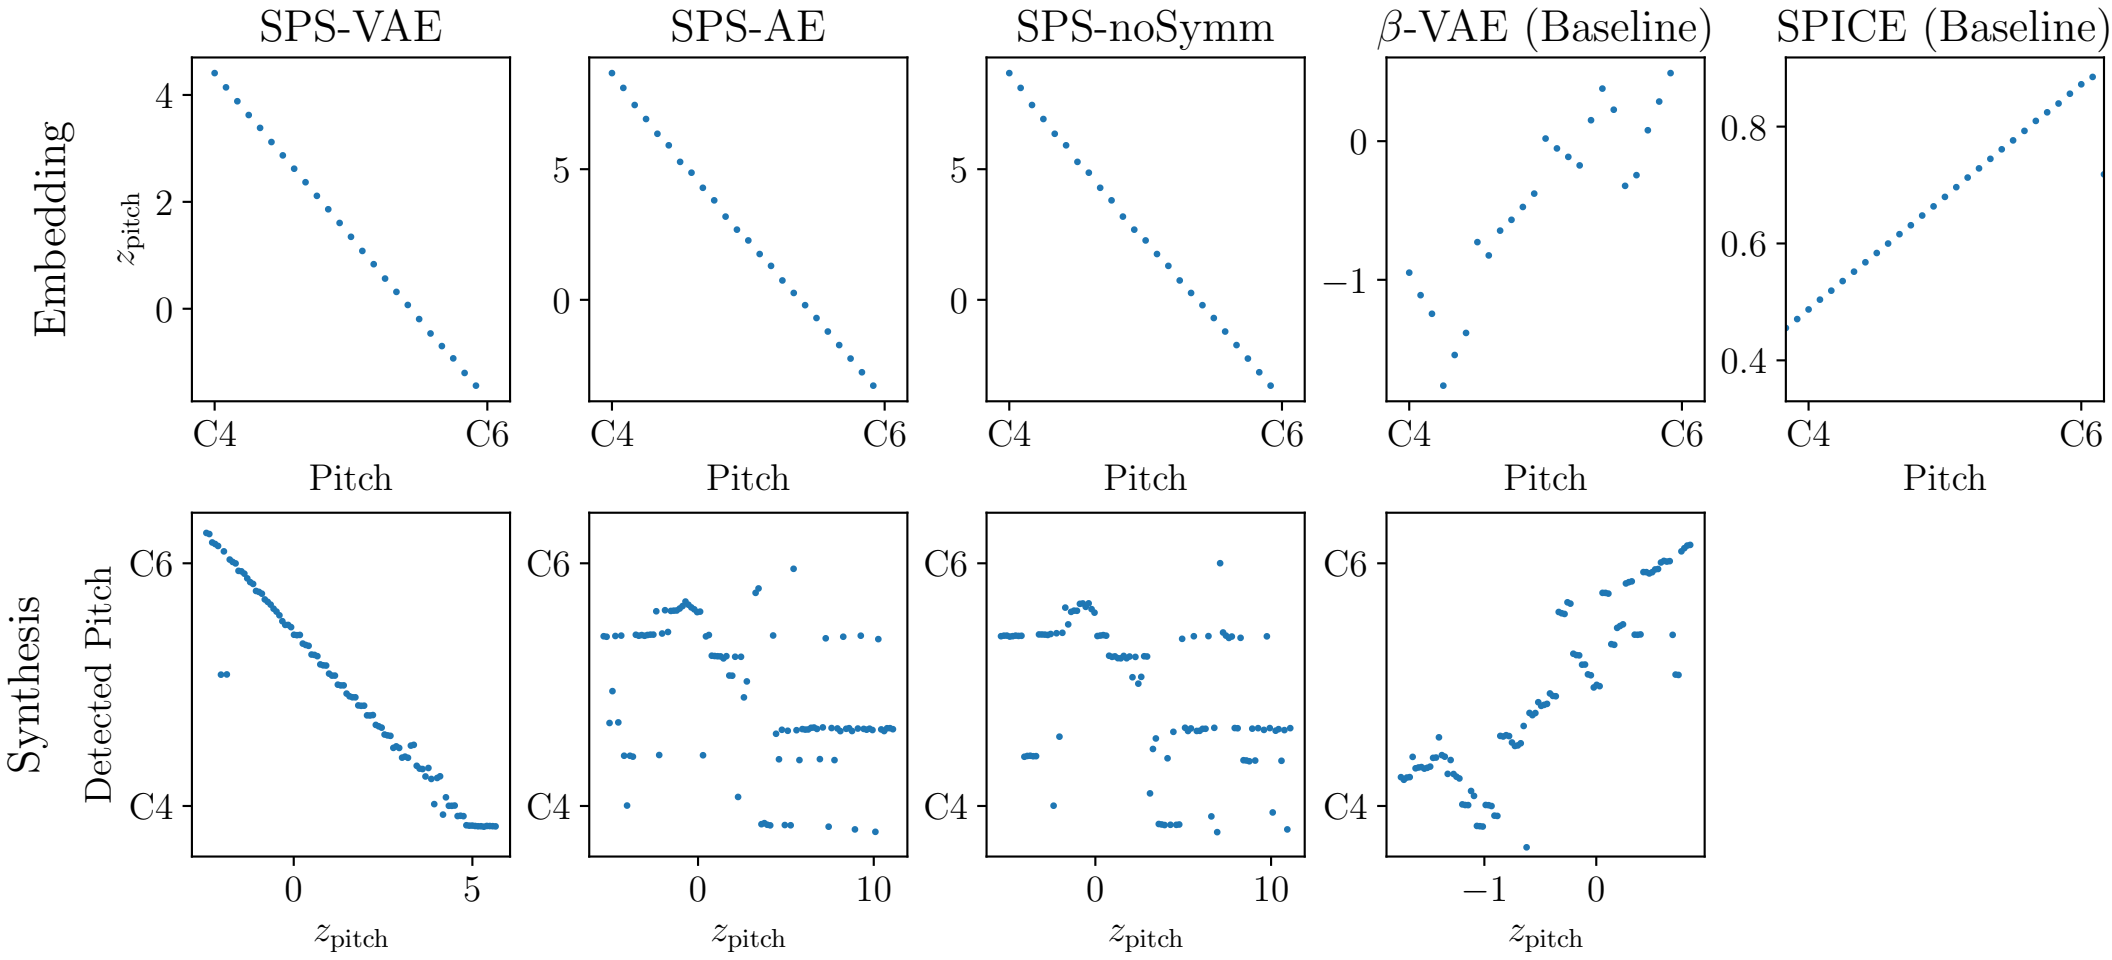 SPS-VAE SPS-AE SPS-noSymm β-VAE (Baseline) SPICE (Baseline)
Embedding
z_pitch
4
2
0
C4 C6
Pitch
5
0
C4 C6
Pitch
5
0
C4 C6
Pitch
0
−1
C4 C6
Pitch
0.8
0.6
0.4
C4 C6
Pitch
Synthesis
Detected Pitch
C6
C4
0 5
z_pitch
C6
C4
0 10
z_pitch
C6
C4
0 10
z_pitch
C6
C4
−1 0
z_pitch